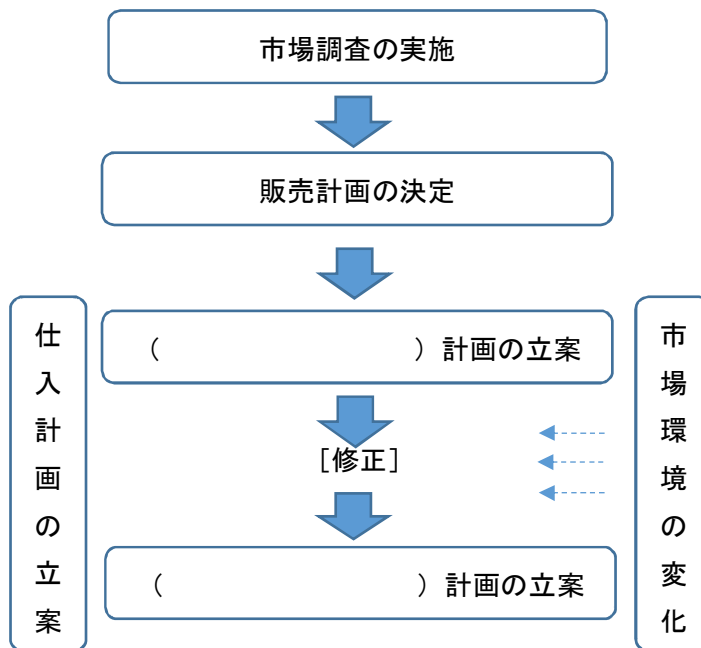 市場調査の実施
販売計画の決定
仕入計画の立案
（　　　　　　　　）計画の立案
［修正］
（　　　　　　　　）計画の立案
市場環境の変化